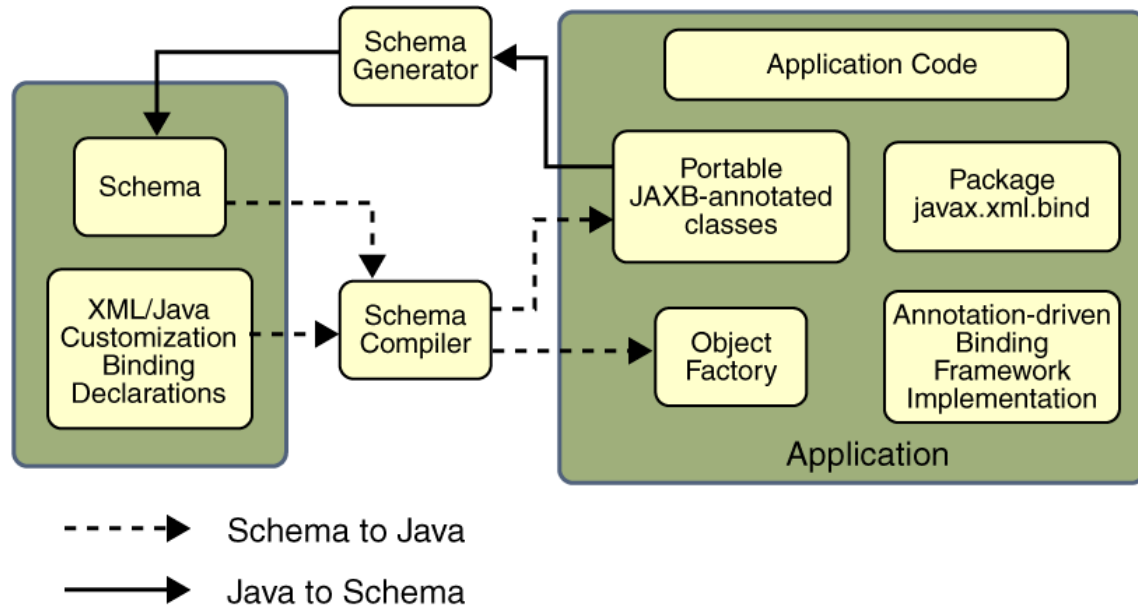 Schema
Generator
Application Code
Schema
Portable
JAXB-annotated
classes
Package
javax.xml.bind
XML/Java
Customization
Binding
Declarations
Schema
Compiler
Object
Factory
Annotation-driven
Binding
Framework
Implementation
Application
Schema to Java
Java to Schema